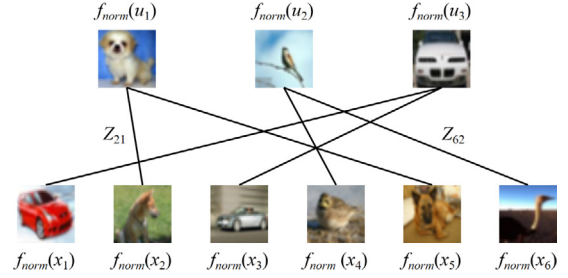 f_norm(u_1) f_norm(u_2) f_norm(u_3)
Z_21 Z_62
f_norm(x_1) f_norm(x_2) f_norm(x_3) f_norm (x_4) f_norm(x_5) f_norm(x_6)